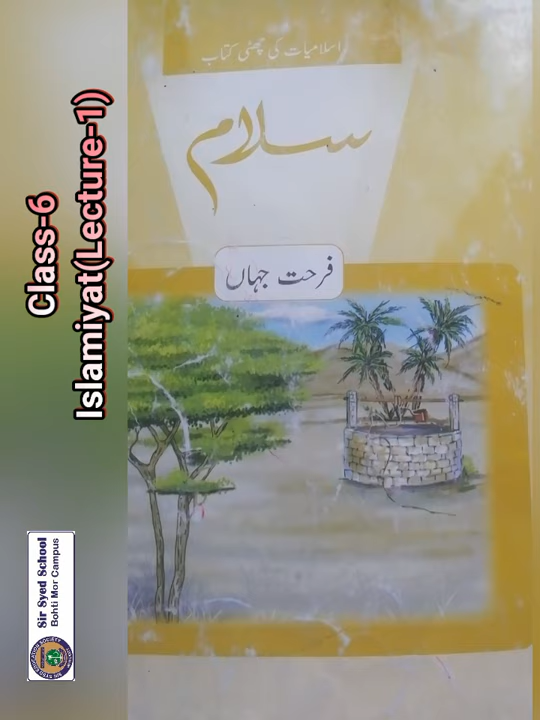 Class-6
Islamiyat(Lecture-1)
اسلامیات کی چھٹی کتاب
سلام
فرحت جہاں
Sir Syed School
Bohti Mor Campus